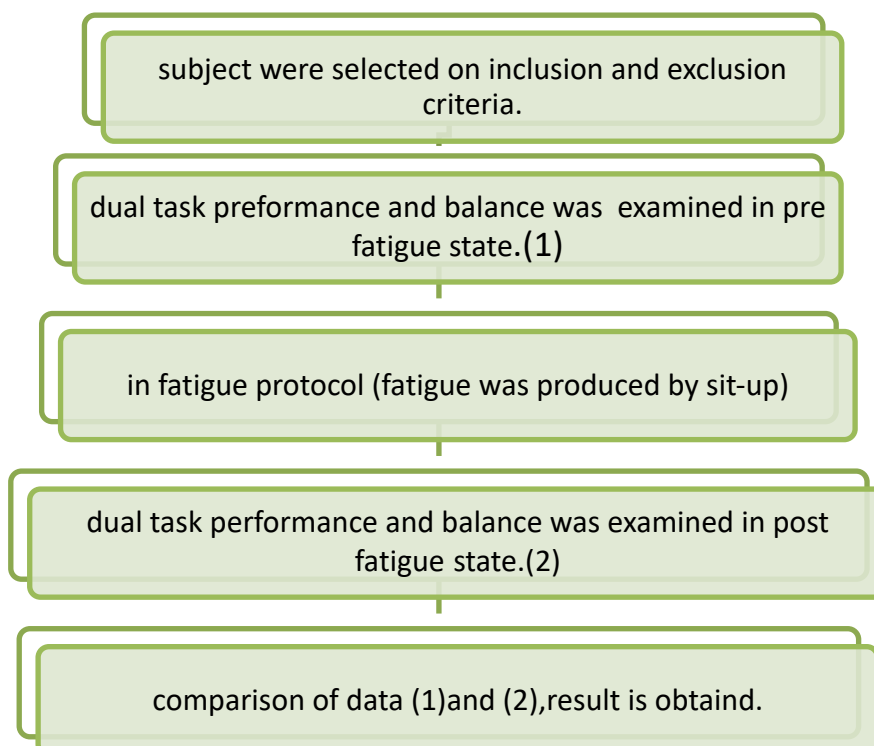 subject were selected on inclusion and exclusion
criteria.
dual task preformance and balance was examined in pre
fatigue state.(1)
in fatigue protocol (fatigue was produced by sit-up)
dual task performance and balance was examined in post
fatigue state.(2)
comparison of data (1)and (2),result is obtaind.